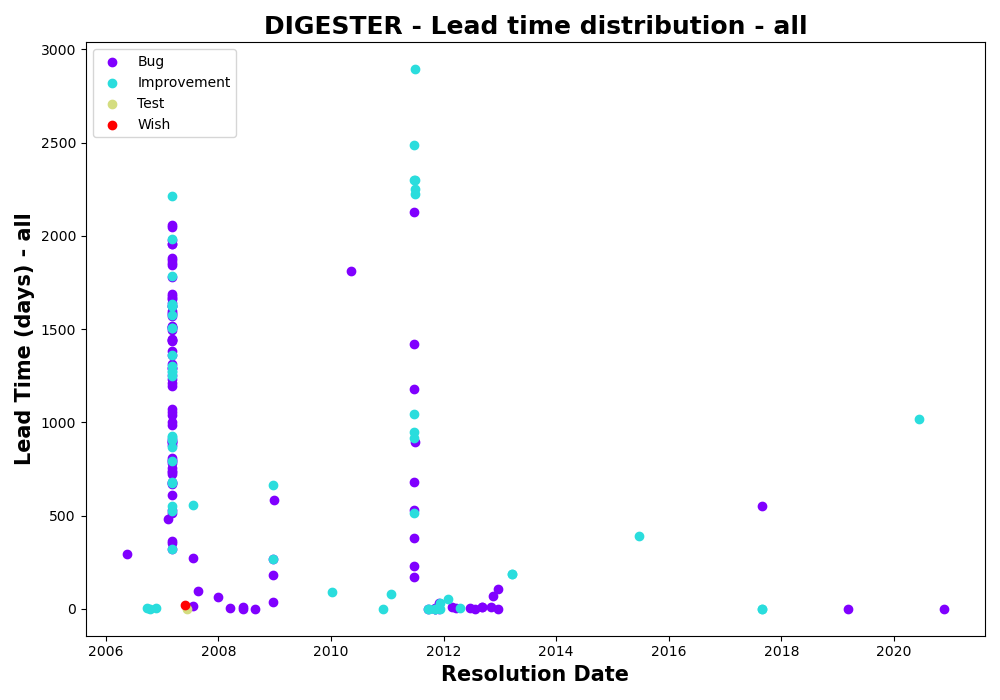 DIGESTER - Lead time distribution - all
Bug
Improvement
Test
Wish
Lead Time (days) - all
3000
2500
2000
1500
1000
500
0
2006 2008 2010 2012 2014 2016 2018 2020
Resolution Date